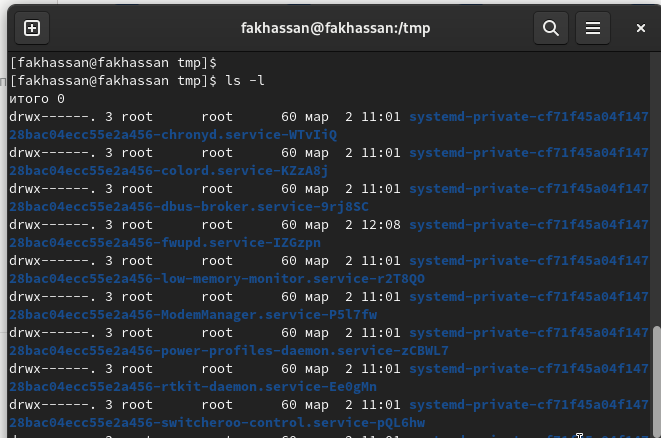 fakhassan@fakhassan:/tmp
[fakhassan@fakhassan tmp]$
[fakhassan@fakhassan tmp]$ ls -l
итого 0
drwx------. 3 root      root      60 мар  2 11:01 systemd-private-cf71f45a04f147
28bac04ecc55e2a456-chronyd.service-WTvIiQ
drwx------. 3 root      root      60 мар  2 11:01 systemd-private-cf71f45a04f147
28bac04ecc55e2a456-colord.service-KZzA8j
drwx------. 3 root      root      60 мар  2 11:01 systemd-private-cf71f45a04f147
28bac04ecc55e2a456-dbus-broker.service-9rj8SC
drwx------. 3 root      root      60 мар  2 12:08 systemd-private-cf71f45a04f147
28bac04ecc55e2a456-fwupd.service-IZGzpn
drwx------. 3 root      root      60 мар  2 11:01 systemd-private-cf71f45a04f147
28bac04ecc55e2a456-low-memory-monitor.service-r2T8QO
drwx------. 3 root      root      60 мар  2 11:01 systemd-private-cf71f45a04f147
28bac04ecc55e2a456-ModemManager.service-P5l7fw
drwx------. 3 root      root      60 мар  2 11:01 systemd-private-cf71f45a04f147
28bac04ecc55e2a456-power-profiles-daemon.service-zCBWL7
drwx------. 3 root      root      60 мар  2 11:01 systemd-private-cf71f45a04f147
28bac04ecc55e2a456-rtkit-daemon.service-Ee0gMn
drwx------. 3 root      root      60 мар  2 11:01 systemd-private-cf71f45a04f147
28bac04ecc55e2a456-switcheroo-control.service-pQL6hw